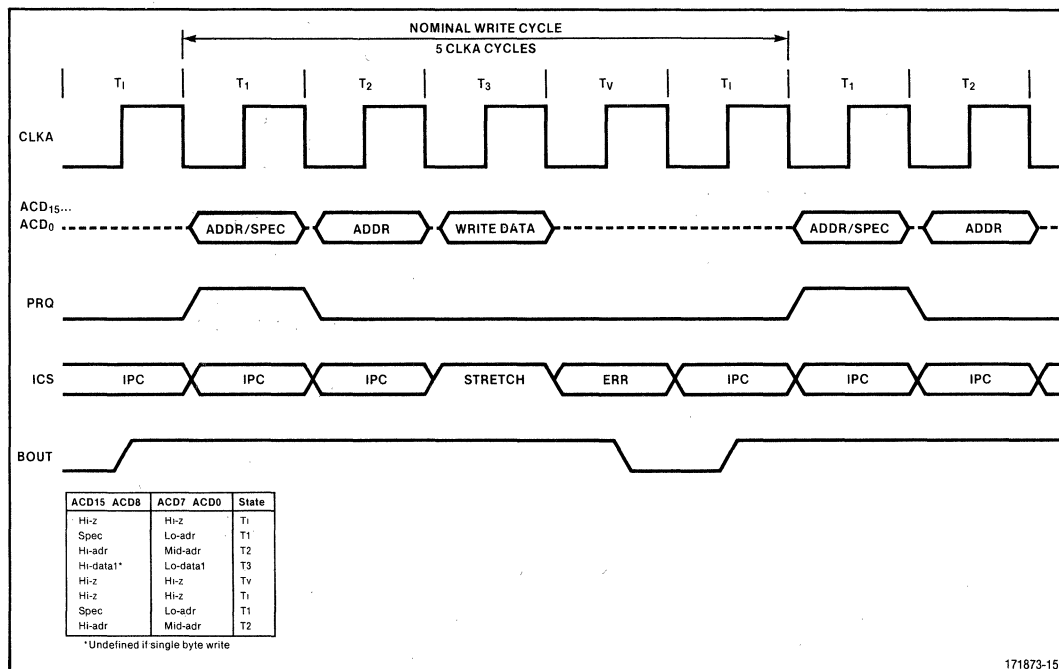 NOMINAL WRITE CYCLE
5 CLKA CYCLES
TI T1 T2 T3 TV TI T1 T2
CLKA
ACD15...
ACD0 ADDR/SPEC ADDR WRITE DATA ADDR/SPEC ADDR
PRQ
ICS IPC IPC IPC STRETCH ERR IPC IPC IPC
BOUT
ACD15 ACD8 ACD7 ACD0 State
Hi-z Hi-z TI
Spec Lo-adr T1
Hi-adr Mid-adr T2
Hi-data1* Lo-data1 T3
Hi-z Hi-z Tv
Hi-z Hi-z TI
Spec Lo-adr T1
Hi-adr Mid-adr T2
*Undefined if single byte write
171873-15